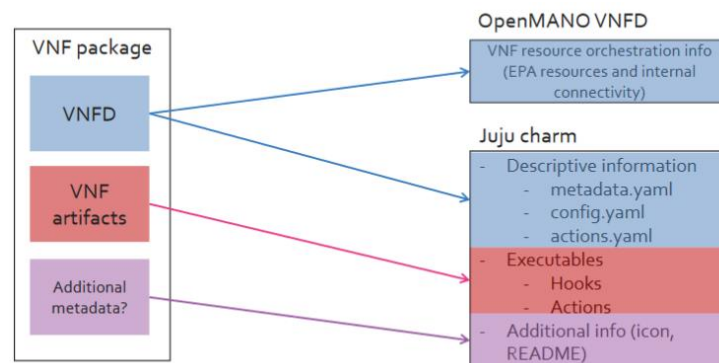 VNF package
VNFD
VNF
artifacts
Additional
metadata?
OpenMANO VNFD
VNF resource orchestration info
(EPA resources and internal
connectivity)
Juju charm
- Descriptive information
- metadata.yaml
- config.yaml
- actions.yaml
- Executables
- Hooks
- Actions
- Additional info (icon,
README)